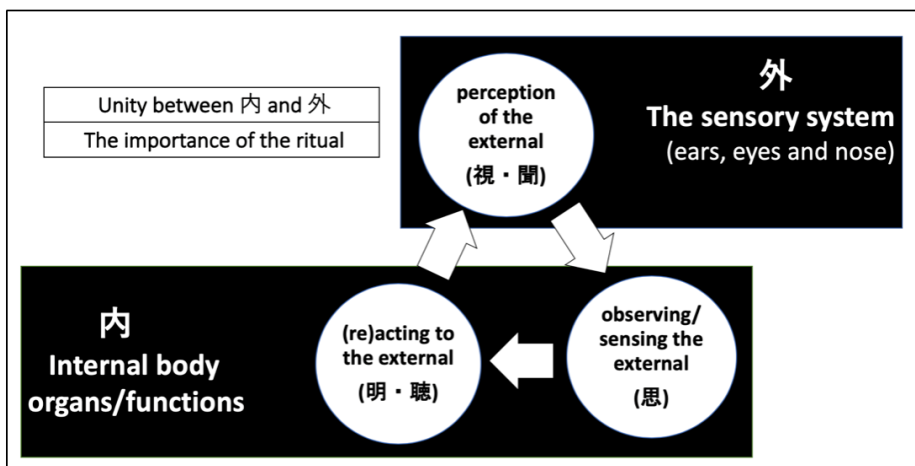 Unity between 内 and 外
The importance of the ritual
perception
of the
external
(視・聞)
外
The sensory system
(ears, eyes and nose)
内
Internal body
organs/functions
(re)acting to
the external
(明・聴)
observing/
sensing the
external
(思)